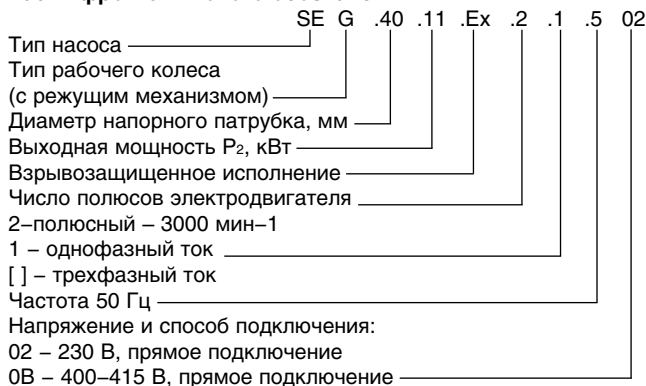 SE G .40 .11 .Ex .2 .1 .5 02
Тип насоса
Тип рабочего колеса
(с режущим механизмом)
Диаметр напорного патрубка, мм
Выходная мощность P₂, кВт
Взрывозащищенное исполнение
Число полюсов электродвигателя
2–полюсный – 3000 мин–1
1 – однофазный ток
[ ] – трехфазный ток
Частота 50 Гц
Напряжение и способ подключения:
02 – 230 В, прямое подключение
0В – 400–415 В, прямое подключение